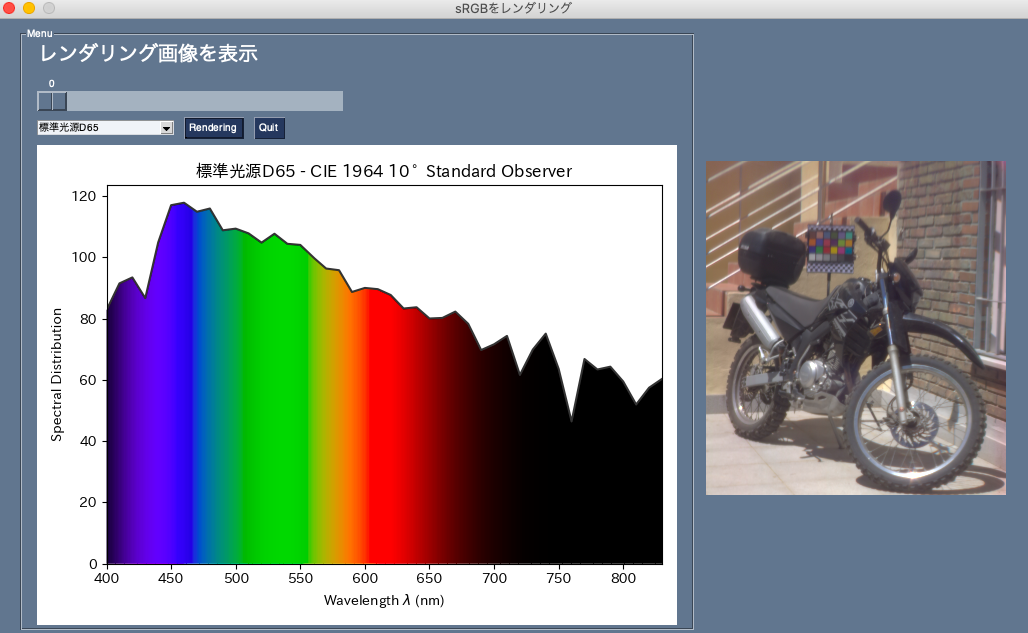 sRGBをレンダリング
Menu
レンダリング画像を表示
0
標準光源D65
Rendering
Quit
標準光源D65 - CIE 1964 10˚ Standard Observer
120
100
80
60
40
20
0
Spectral Distribution
400 450 500 550 600 650 700 750 800
Wavelength λ (nm)